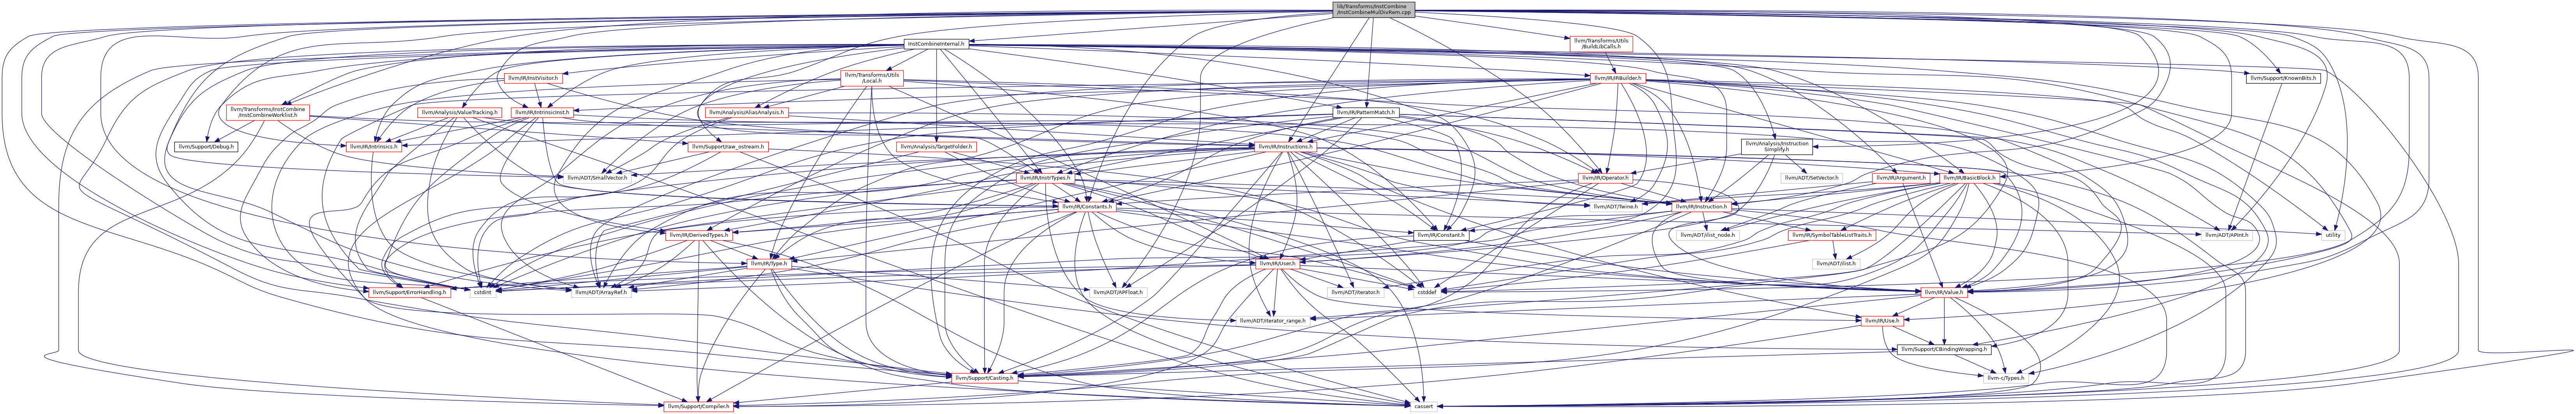 lib/Transforms/InstCombine
/InstCombineMulDivRem.cpp
InstCombineInternal.h
llvm/Transforms/Utils
/BuildLibCalls.h
llvm/IR/InstVisitor.h
llvm/Transforms/Utils
/Local.h
llvm/IR/IRBuilder.h
llvm/Support/KnownBits.h
llvm/Transforms/InstCombine
/InstCombineWorklist.h
llvm/Analysis/ValueTracking.h
llvm/IR/IntrinsicInst.h
llvm/Analysis/AliasAnalysis.h
llvm/IR/PatternMatch.h
llvm/Support/Debug.h
llvm/IR/Intrinsics.h
llvm/Support/raw_ostream.h
llvm/Analysis/TargetFolder.h
llvm/IR/Instructions.h
llvm/Analysis/Instruction
Simplify.h
llvm/ADT/SmallVector.h
llvm/IR/InstrTypes.h
llvm/IR/Operator.h
llvm/ADT/SetVector.h
llvm/IR/Argument.h
llvm/IR/BasicBlock.h
llvm/IR/Constants.h
llvm/ADT/Twine.h
llvm/IR/Instruction.h
llvm/IR/DerivedTypes.h
llvm/IR/Constant.h
llvm/ADT/ilist_node.h
llvm/IR/SymbolTableListTraits.h
llvm/ADT/APInt.h
utility
llvm/IR/Type.h
llvm/IR/User.h
llvm/ADT/ilist.h
llvm/Support/ErrorHandling.h
cstdint
llvm/ADT/ArrayRef.h
llvm/ADT/APFloat.h
llvm/ADT/iterator.h
cstddef
llvm/IR/Value.h
llvm/ADT/iterator_range.h
llvm/IR/Use.h
llvm/Support/CBindingWrapping.h
llvm/Support/Casting.h
llvm-c/Types.h
llvm/Support/Compiler.h
cassert